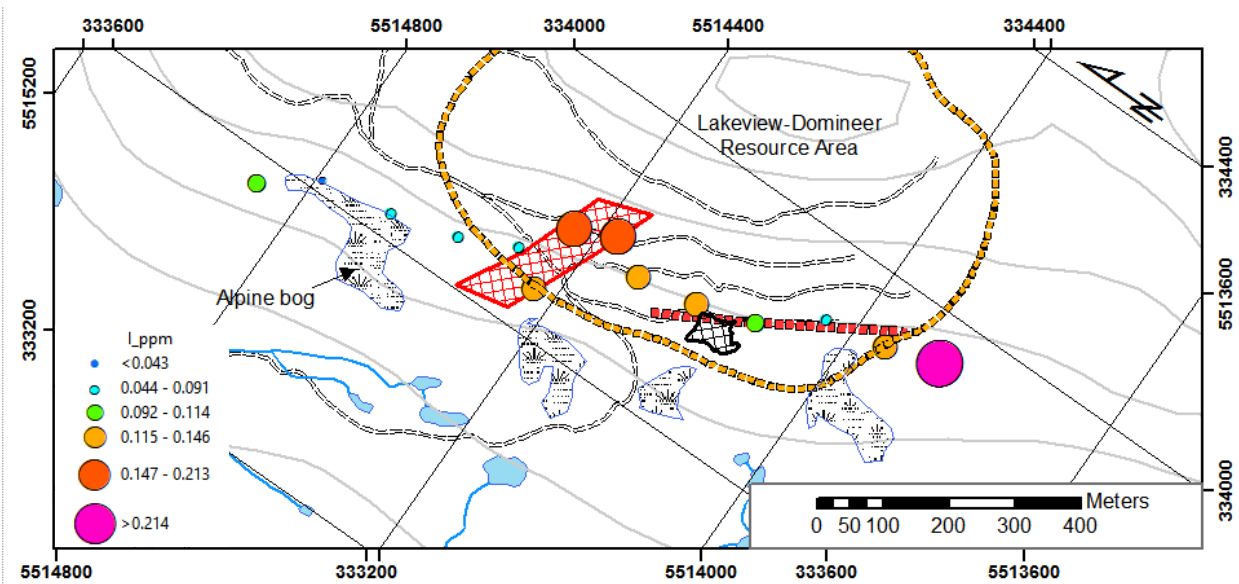 333600
5514800
334000
5514400
334400
5515200
Lakeview-Domineer
Resource Area
N
334400
5513600
Alpine bog
333200
I_ppm
<0.043
0.044 - 0.091
0.092 - 0.114
0.115 - 0.146
0.147 - 0.213
>0.214
334000
Meters
0 50 100 200 300 400
5514800
333200
5514000
333600
5513600